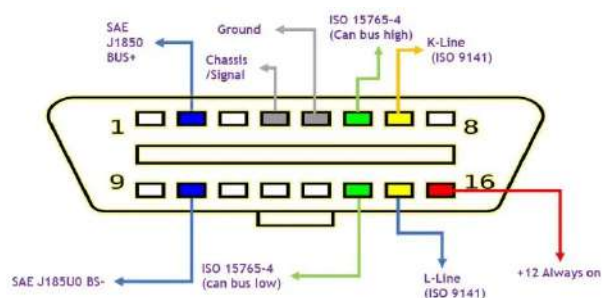 SAE
J1850
BUS+
Ground
Chassis
/Signal
ISO 15765-4
(Can bus high)
K-Line
(ISO 9141)
1
8
9
16
SAE J185U0 BS-
ISO 15765-4
(can bus low)
L-Line
(ISO 9141)
+12 Always on